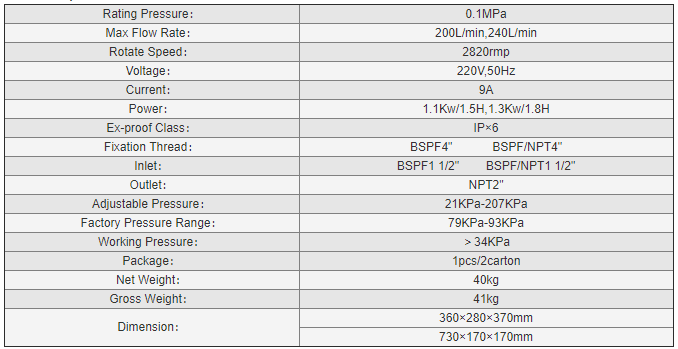 Rating Pressure: 0.1MPa
Max Flow Rate: 200L/min,240L/min
Rotate Speed: 2820rmp
Voltage: 220V,50Hz
Current: 9A
Power: 1.1Kw/1.5H,1.3Kw/1.8H
Ex-proof Class: IP×6
Fixation Thread: BSPF4" BSPF/NPT4"
Inlet: BSPF1 1/2" BSPF/NPT1 1/2"
Outlet: NPT2"
Adjustable Pressure: 21KPa-207KPa
Factory Pressure Range: 79KPa-93KPa
Working Pressure: > 34KPa
Package: 1pcs/2carton
Net Weight: 40kg
Gross Weight: 41kg
Dimension: 360×280×370mm
730×170×170mm